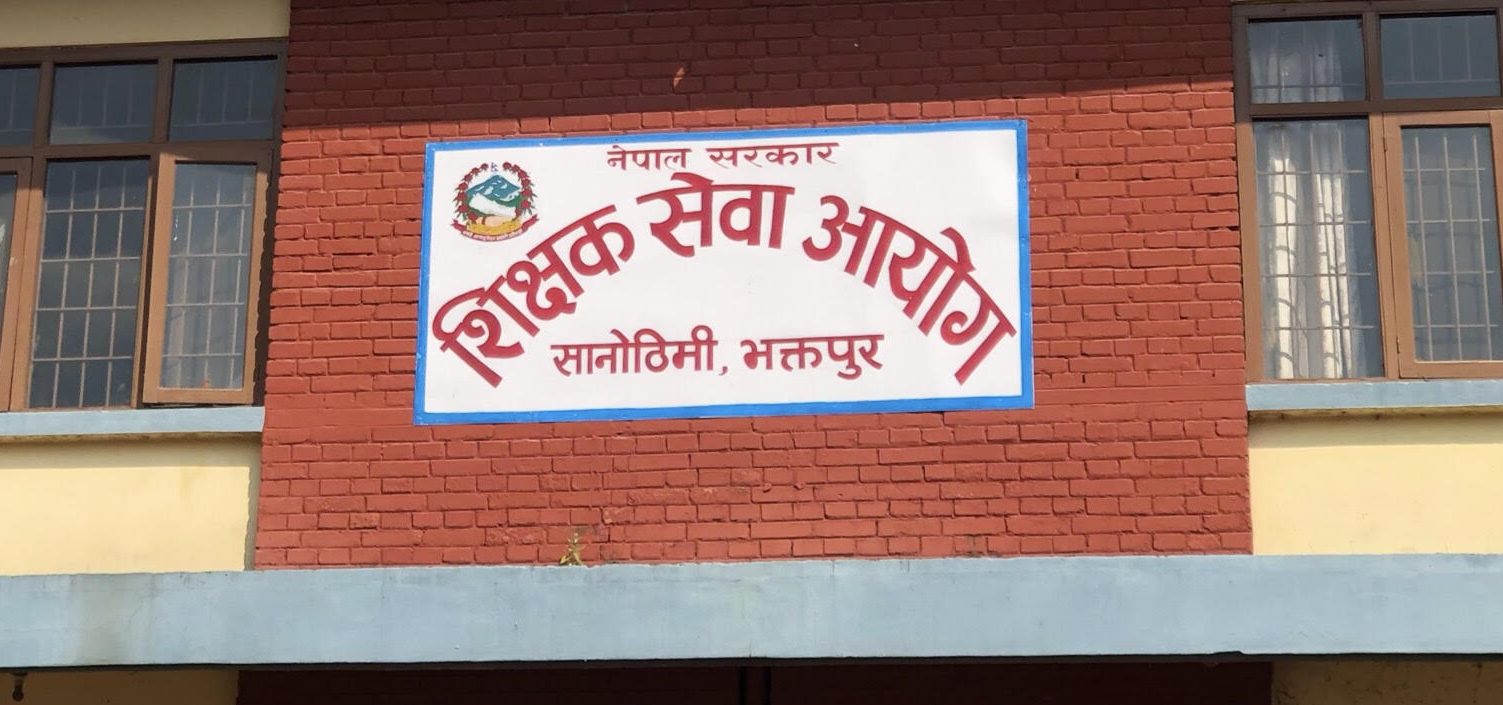 नेपाल सरकार
शिक्षक सेवा आयोग
सानोठिमी, भक्तपुर